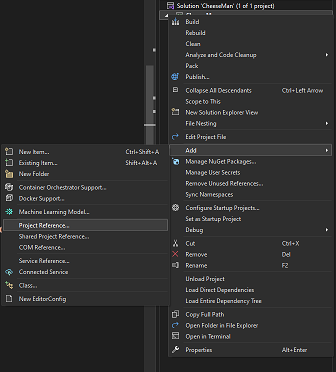 Solution 'CheeseMan' (1 of 1 project)
Build
Rebuild
Clean
Analyze and Code Cleanup
Pack
Publish...
Collapse All Descendants Ctrl+Left Arrow
Scope to This
New Solution Explorer View
File Nesting
Edit Project File
Add
Manage NuGet Packages...
Manage User Secrets
Remove Unused References...
Sync Namespaces
Configure Startup Projects...
Set as Startup Project
Debug
Cut Ctrl+X
Remove Del
Rename F2
Unload Project
Load Direct Dependencies
Load Entire Dependency Tree
Copy Full Path
Open Folder in File Explorer
Open in Terminal
Properties Alt+Enter
New Item... Ctrl+Shift+A
Existing Item... Shift+Alt+A
New Folder
Container Orchestrator Support...
Docker Support...
Machine Learning Model...
Project Reference...
Shared Project Reference...
COM Reference...
Service Reference...
Connected Service
Class...
New EditorConfig